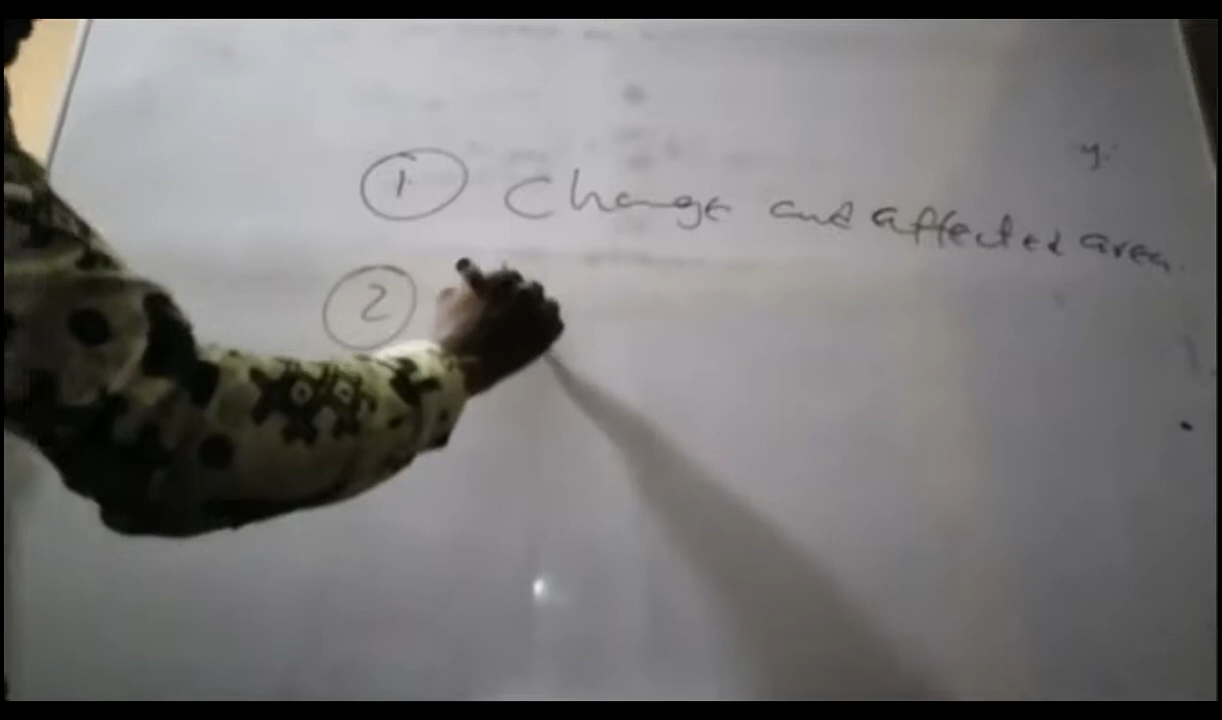 ① Change and affected area.
②